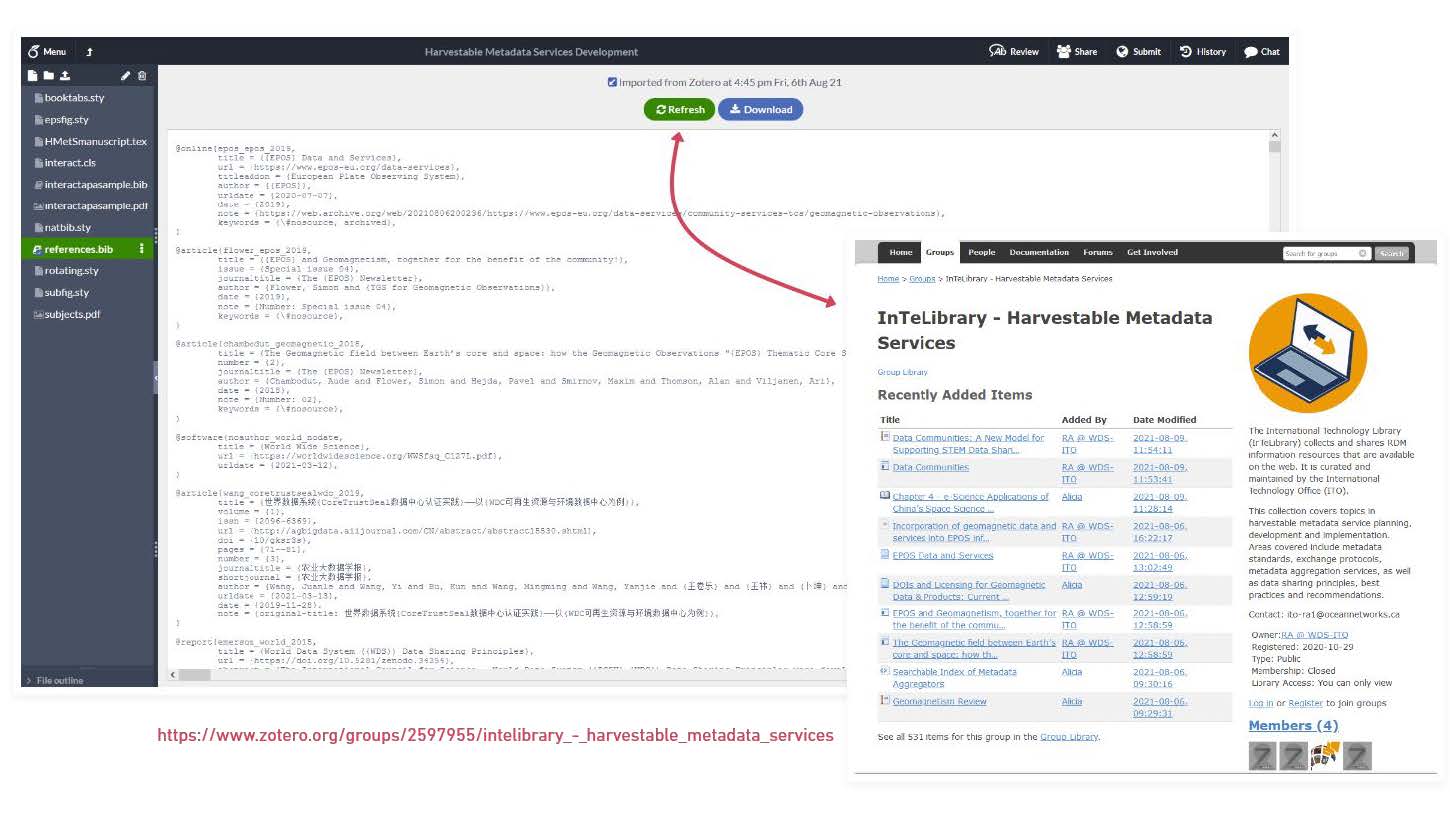 Menu
Harvestable Metadata Services Development
Review
Share
Submit
History
Chat
booktabs.sty
epsfig.sty
HMetSmanuscript.tex
interact.cls
interactapasample.bib
interactapasample.pdf
natbib.sty
references.bib
rotating.sty
subfig.sty
subjects.pdf
File outline
Imported from Zotero at 4:45 pm Fri, 6th Aug 21
Refresh
Download
@online{epos_epos_2019,
title = {{EPOS} Data and Services},
url = {https://www.epos-eu.org/data-services},
titleaddon = {European Plate Observing System},
author = {{EPOS}},
urldate = {2020-07-07},
date = {2019},
note = {https://web.archive.org/web/20210806200236/https://www.epos-eu.org/data-services/community-services-tcs/geomagnetic-observations},
keywords = {\#nosource, archived},
}
@article{flower_epos_2019,
title = {{EPOS} and Geomagnetism, together for the benefit of the community!},
issue = {Special issue 04},
journaltitle = {The {EPOS} Newsletter},
author = {Flower, Simon and {TGS for Geomagnetic Observations}},
date = {2019},
note = {Number: Special issue 04},
keywords = {\#nosource},
}
@article{chambodut_geomagnetic_2018,
title = {The Geomagnetic field between Earth's core and space: how the Geomagnetic Observations "{EPOS} Thematic Core S
number = {2},
journaltitle = {The {EPOS} Newsletter},
author = {Chambodut, Aude and Flower, Simon and Hejda, Pavel and Smirnov, Maxim and Thomson, Alan and Viljanen, Ari},
date = {2018},
note = {Number: 02},
keywords = {\#nosource},
}
@software{noauthor_world_nodate,
title = {World Wide Science},
url = {https://worldwidescience.org/WWSfaq_C127L.pdf},
urldate = {2021-03-12},
}
@article{wang_coretrustsealwdc_2019,
title = {世界数据系统{CoreTrustSeal数据中心认证实践}——以{WDC可再生资源与环境数据中心为例}},
volume = {1},
issn = {2096-6369},
url = {http://agbigdata.aiijournal.com/CN/abstract/abstract15530.shtml},
doi = {10/gksr3s},
pages = {71--81},
number = {3},
journaltitle = {农业大数据学报},
shortjournal = {农业大数据学报},
author = {Wang, Juanle and Wang, Yi and Bu, Kun and Wang, Mingming and Wang, Yanjie and {王卷乐} and {王祎} and {卜坤} and
urldate = {2021-03-13},
date = {2019-11-28},
note = {original-title: 世界数据系统{CoreTrustSeal数据中心认证实践}——以{WDC可再生资源与环境数据中心为例}},
}
@report{emerson_world_2015,
title = {World Data System ({WDS}) Data Sharing Principles},
url = {https://doi.org/10.5281/zenodo.34354},
https://www.zotero.org/groups/2597955/intelibrary_-_harvestable_metadata_services
Home
Groups
People
Documentation
Forums
Get Involved
Search for groups
Search
Home > Groups > InTeLibrary - Harvestable Metadata Services
InTeLibrary - Harvestable Metadata
Services
Group Library
Recently Added Items
Title Added By Date Modified
Data Communities: A New Model for RA @ WDS- 2021-08-09,
Supporting STEM Data Shari... ITO 11:54:11
Data Communities RA @ WDS- 2021-08-09,
ITO 11:53:41
Chapter 4 - e-Science Applications of Alicia 2021-08-09,
China's Space Science ... 11:28:14
Incorporation of geomagnetic data and RA @ WDS- 2021-08-06,
services into EPOS inf... ITO 16:22:17
EPOS Data and Services RA @ WDS- 2021-08-06,
ITO 13:02:49
DOIs and Licensing for Geomagnetic Alicia 2021-08-06,
Data & Products: Current ... 12:59:19
EPOS and Geomagnetism, together for RA @ WDS- 2021-08-06,
the benefit of the commu... ITO 12:58:59
The Geomagnetic field between Earth's RA @ WDS- 2021-08-06,
core and space: how th... ITO 12:58:59
Searchable Index of Metadata Alicia 2021-08-06,
Aggregators 09:30:16
Geomagnetism Review Alicia 2021-08-06,
09:29:31
See all 531 items for this group in the Group Library.
The International Technology Library
(InTeLibrary) collects and shares RDM
information resources that are available
on the web. It is curated and
maintained by the International
Technology Office (ITO).
This collection covers topics in
harvestable metadata service planning,
development and implementation.
Areas covered include metadata
standards, exchange protocols,
metadata aggregation services, as well
as data sharing principles, best
practices and recommendations.
Contact: ito-ra1@oceannetworks.ca
Owner:RA @ WDS-ITO
Registered: 2020-10-29
Type: Public
Membership: Closed
Library Access: You can only view
Log in or Register to join groups
Members (4)